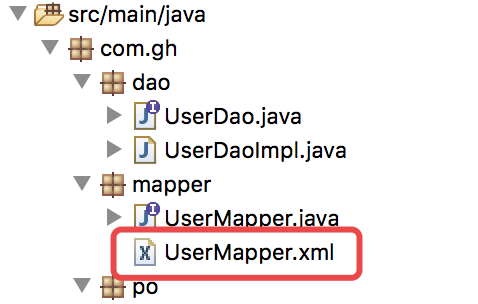 src/main/java
com.gh
dao
UserDao.java
UserDaoImpl.java
mapper
UserMapper.java
UserMapper.xml
po